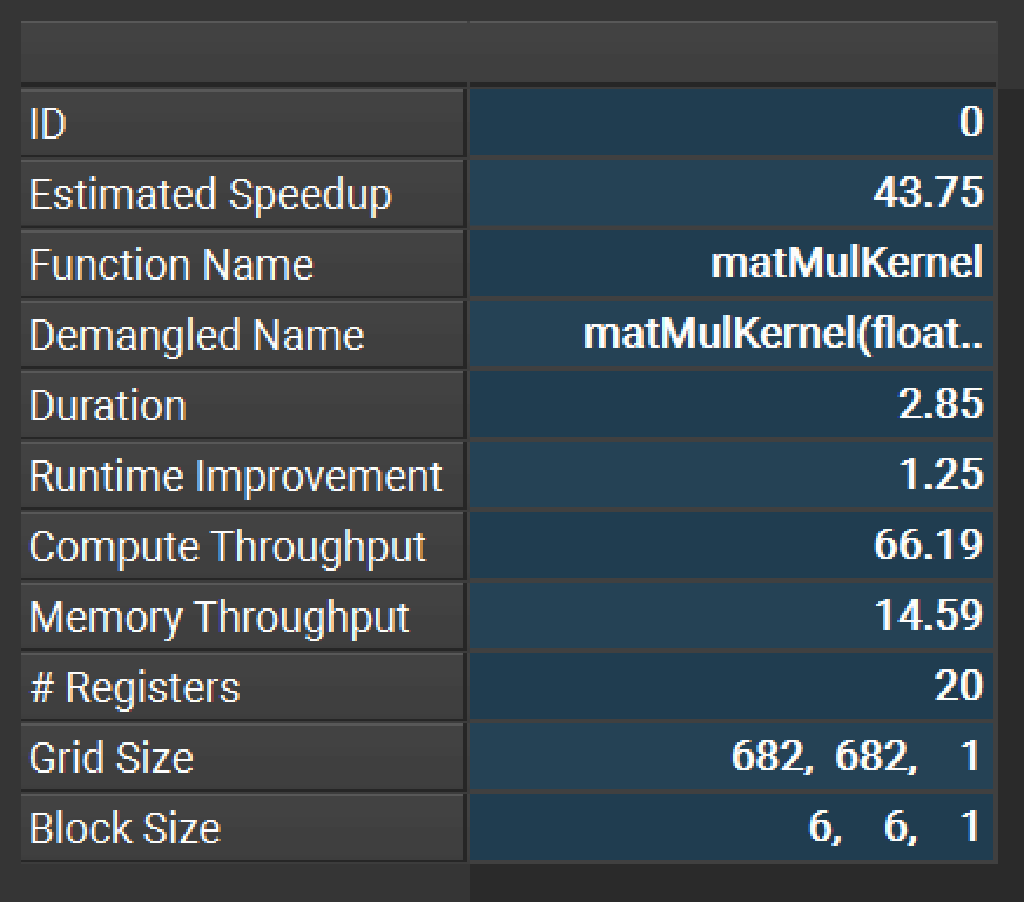 ID 0
Estimated Speedup 43.75
Function Name matMulKernel
Demangled Name matMulKernel(float..
Duration 2.85
Runtime Improvement 1.25
Compute Throughput 66.19
Memory Throughput 14.59
# Registers 20
Grid Size 682, 682, 1
Block Size 6, 6, 1